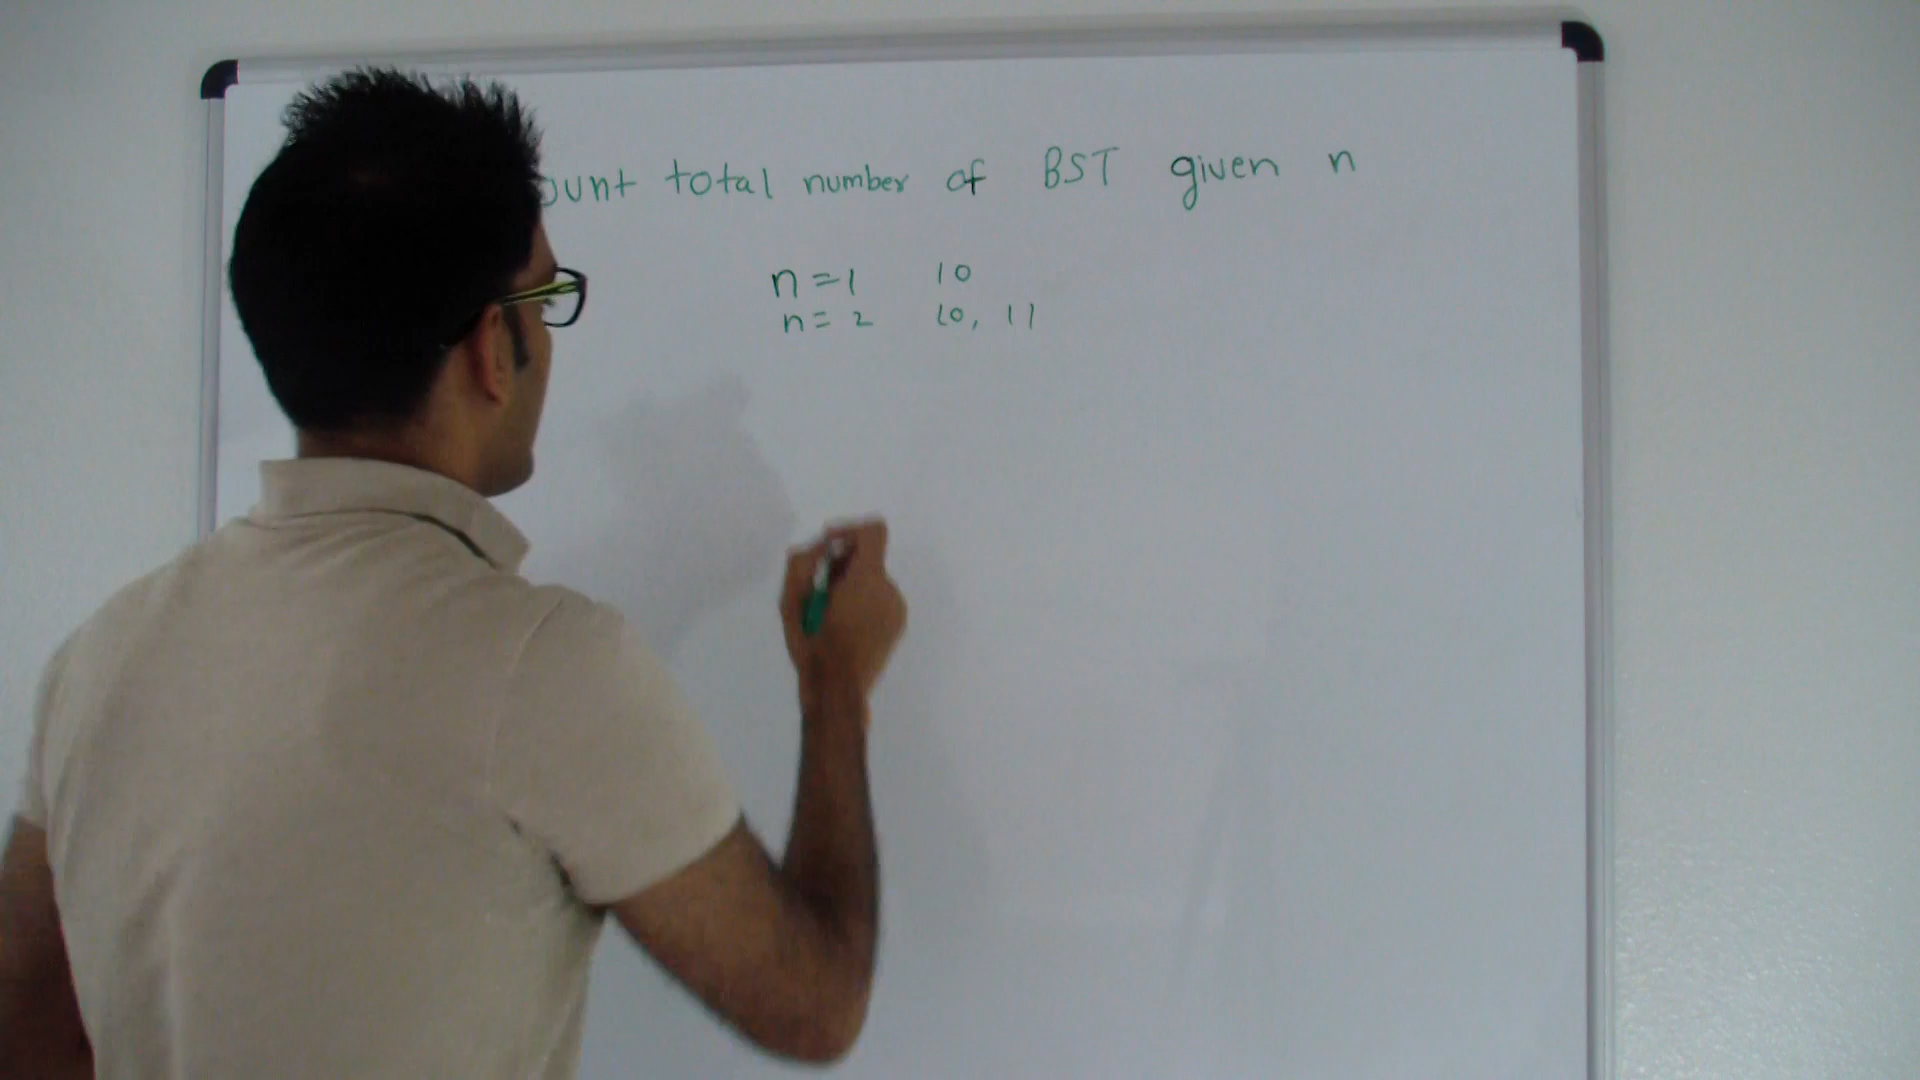 ount total number of BST given n
n = 1 10
n = 2 10, 11